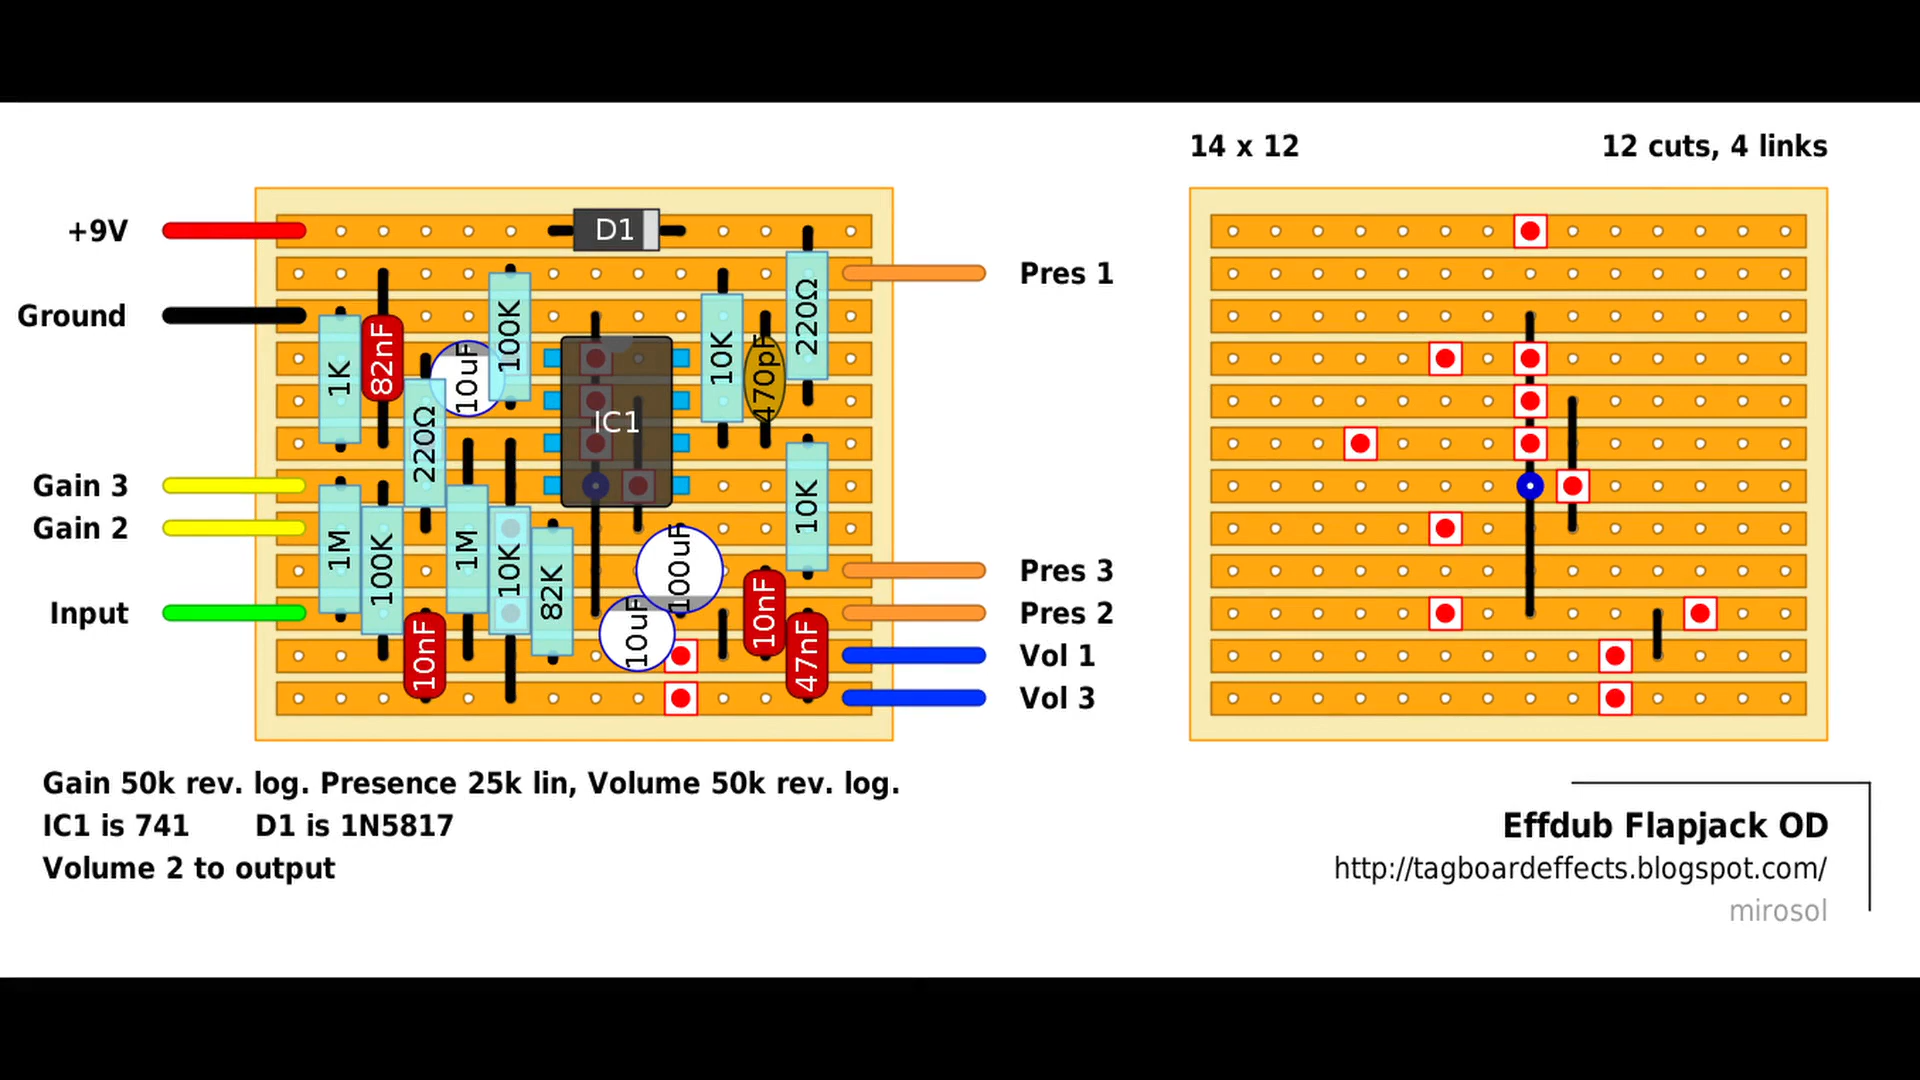 14 x 12
12 cuts, 4 links
+9V
D1
Pres 1
Ground
1K
82nF
10uF
100K
10K
470pF
220Ω
220Ω
IC1
Gain 3
Gain 2
1M
100K
1M
10K
82K
100uF
10K
10nF
Pres 3
Input
Pres 2
10nF
10uF
47nF
Vol 1
Vol 3
Gain 50k rev. log. Presence 25k lin, Volume 50k rev. log.
IC1 is 741 D1 is 1N5817
Volume 2 to output
Effdub Flapjack OD
http://tagboardeffects.blogspot.com/
mirosol